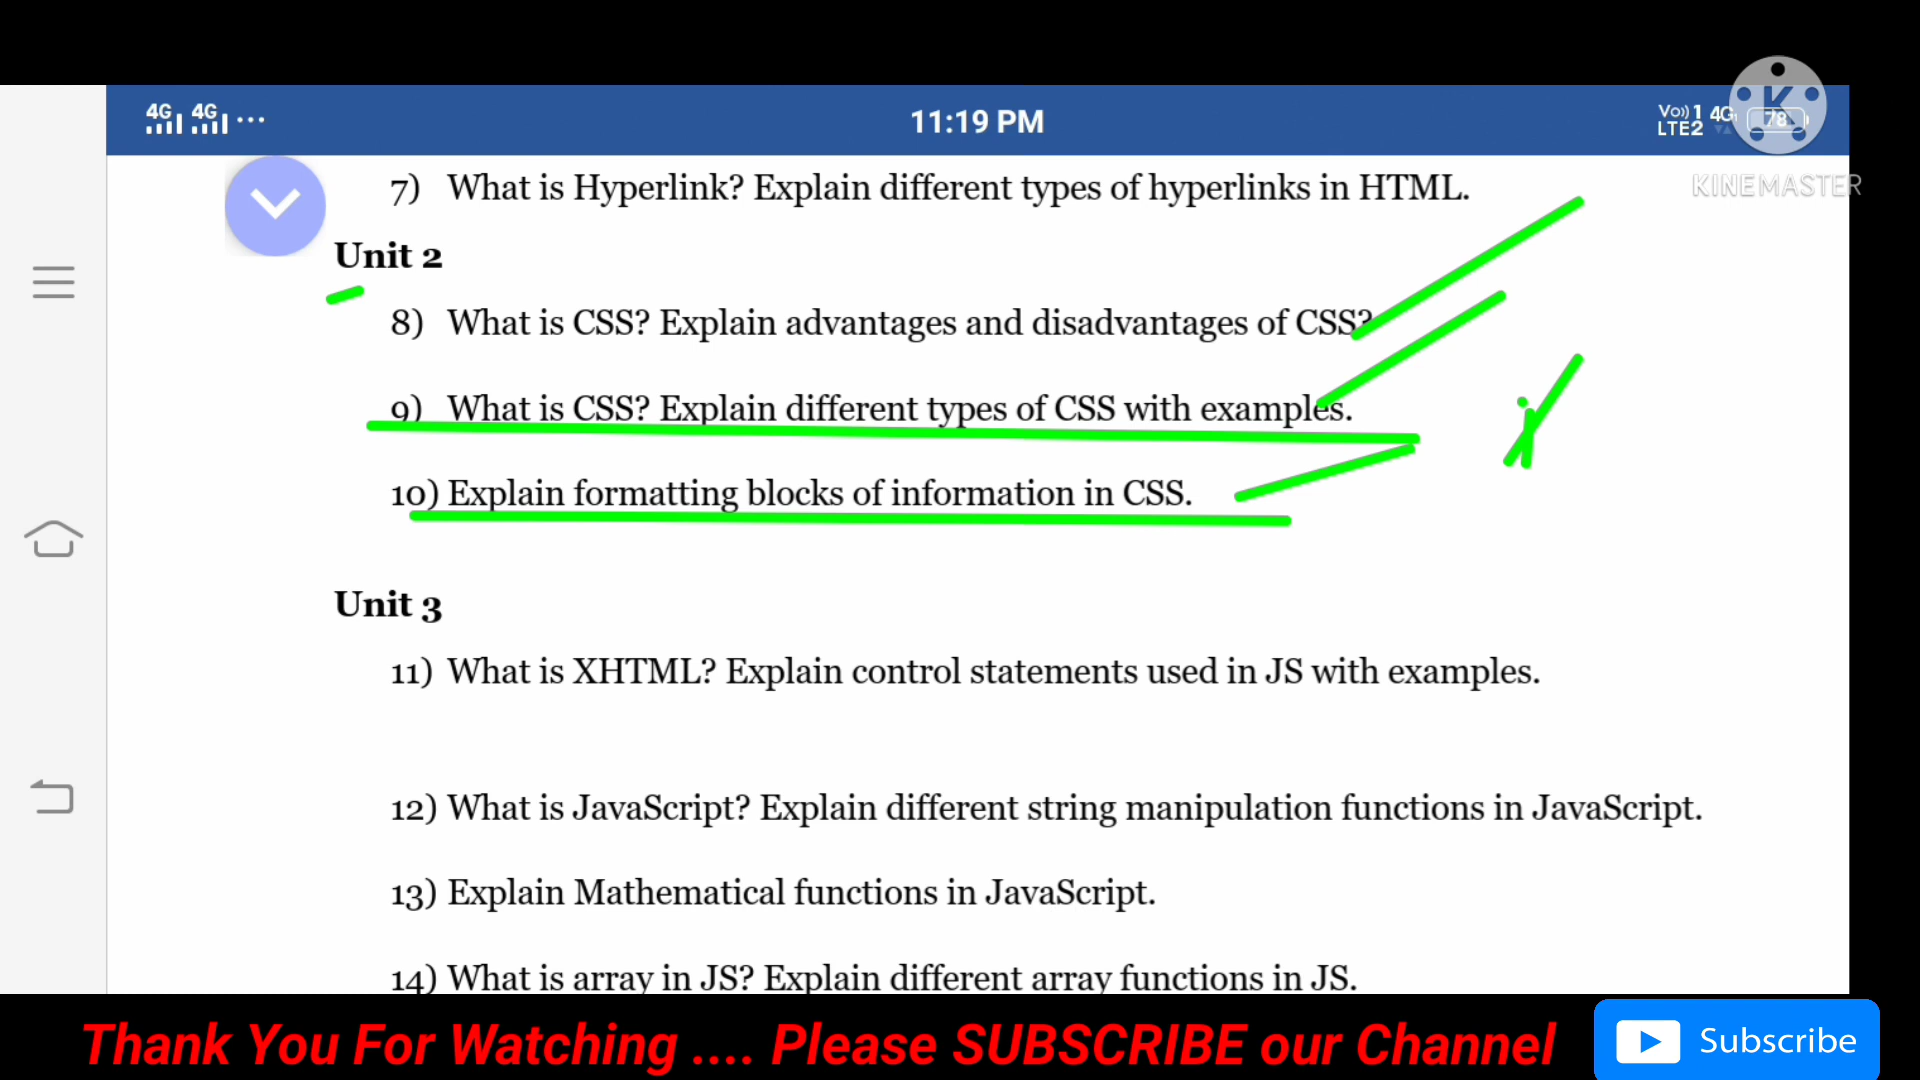 4G 4G ...
11:19 PM
Vo)) 1 4G
LTE2
78
K
KINEMASTER
7) What is Hyperlink? Explain different types of hyperlinks in HTML.
Unit 2
8) What is CSS? Explain advantages and disadvantages of CSS?
9) What is CSS? Explain different types of CSS with examples.
10) Explain formatting blocks of information in CSS.
Unit 3
11) What is XHTML? Explain control statements used in JS with examples.
12) What is JavaScript? Explain different string manipulation functions in JavaScript.
13) Explain Mathematical functions in JavaScript.
14) What is array in JS? Explain different array functions in JS.
Thank You For Watching .... Please SUBSCRIBE our Channel
Subscribe